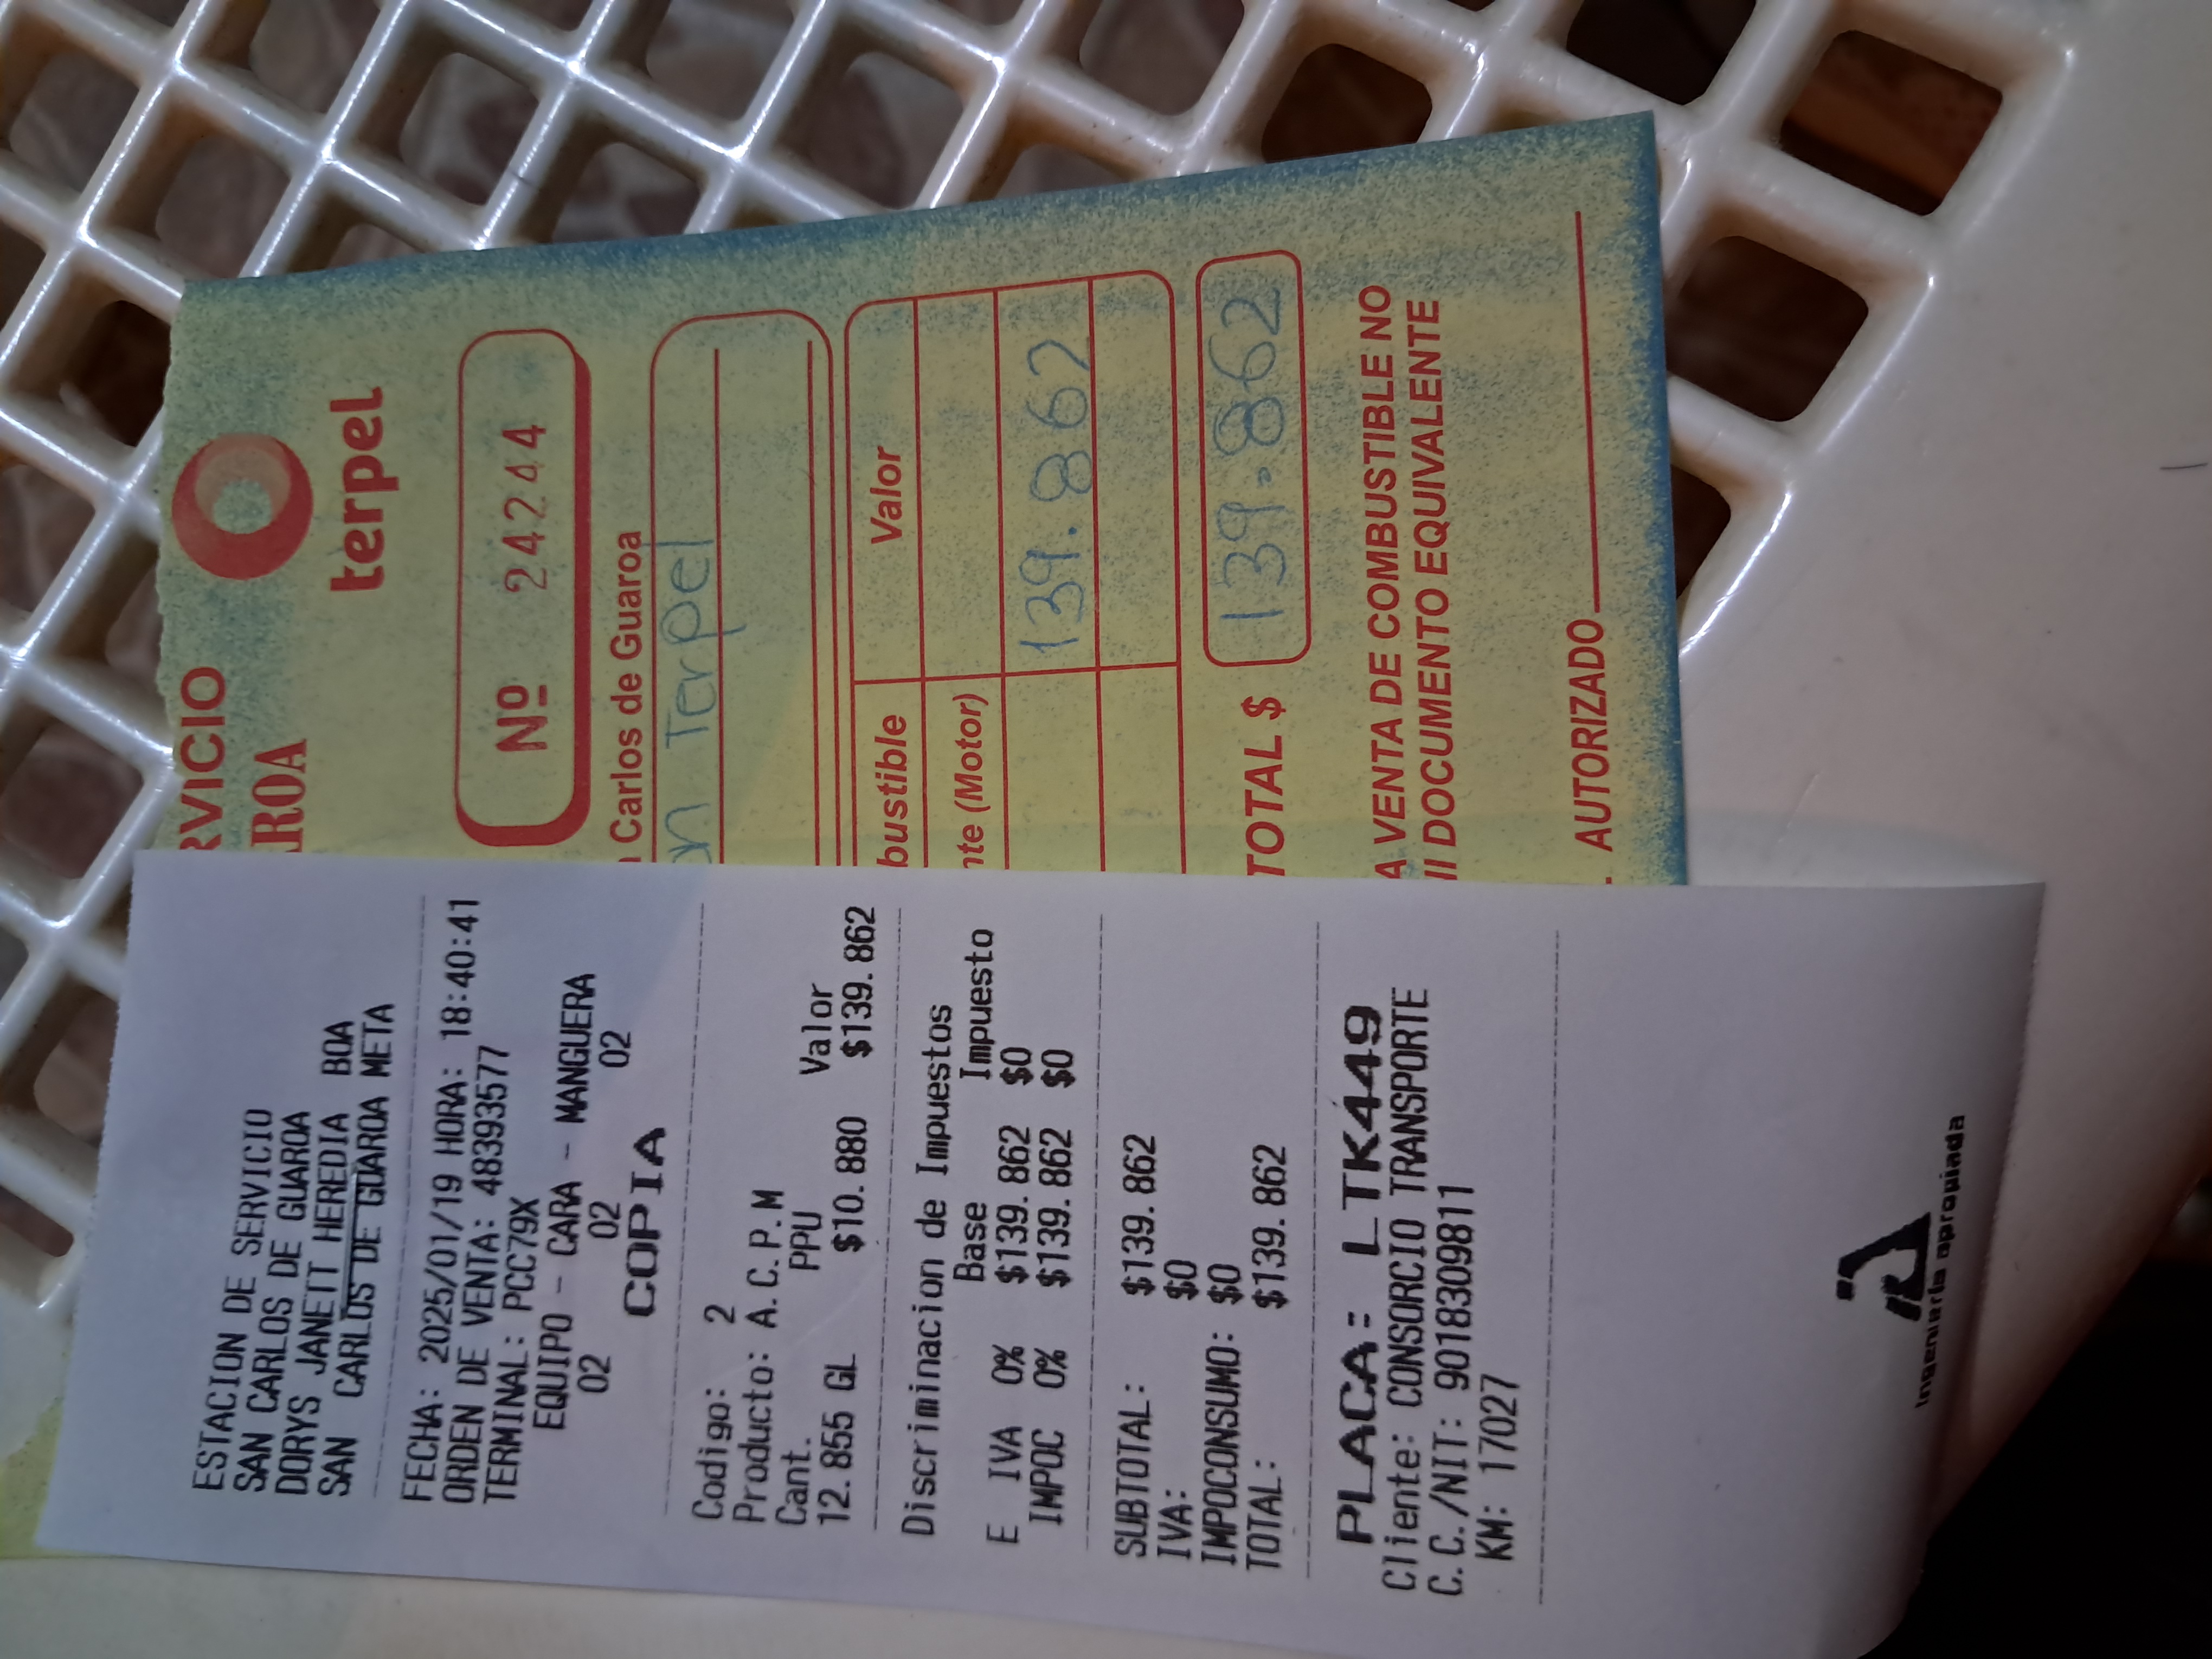 ESTACION DE SERVICIO
SAN CARLOS DE GUAROA
DORYS JANETT HEREDIA BOA
SAN CARLOS DE GUAROA META
FECHA: 2025/01/19 HORA: 18:40:41
ORDEN DE VENTA: 48393577
TERMINAL: PCC79X
EQUIPO - CARA - MANGUERA
02 02 02
COPIA
Codigo: 2
Producto: A.C.P.M
Cant. PPU Valor
12.855 GL $10.880 $139.862
Discriminacion de Impuestos
Base Impuesto
E IVA 0% $139.862 $0
IMPOC 0% $139.862 $0
SUBTOTAL: $139.862
IVA: $0
IMPOCONSUMO: $0
TOTAL: $139.862
PLACA: LTK449
Cliente: CONSORCIO TRANSPORTE
C.C./NIT: 9018309811
KM: 17027
Ingeniería apropiada
RVICIO
AROA
terpel
Nº 24244
Carlos de Guaroa
on Terpel
bustible Valor
nte (Motor)
139.862
TOTAL $ 139.862
A VENTA DE COMBUSTIBLE NO
DOCUMENTO EQUIVALENTE
AUTORIZADO